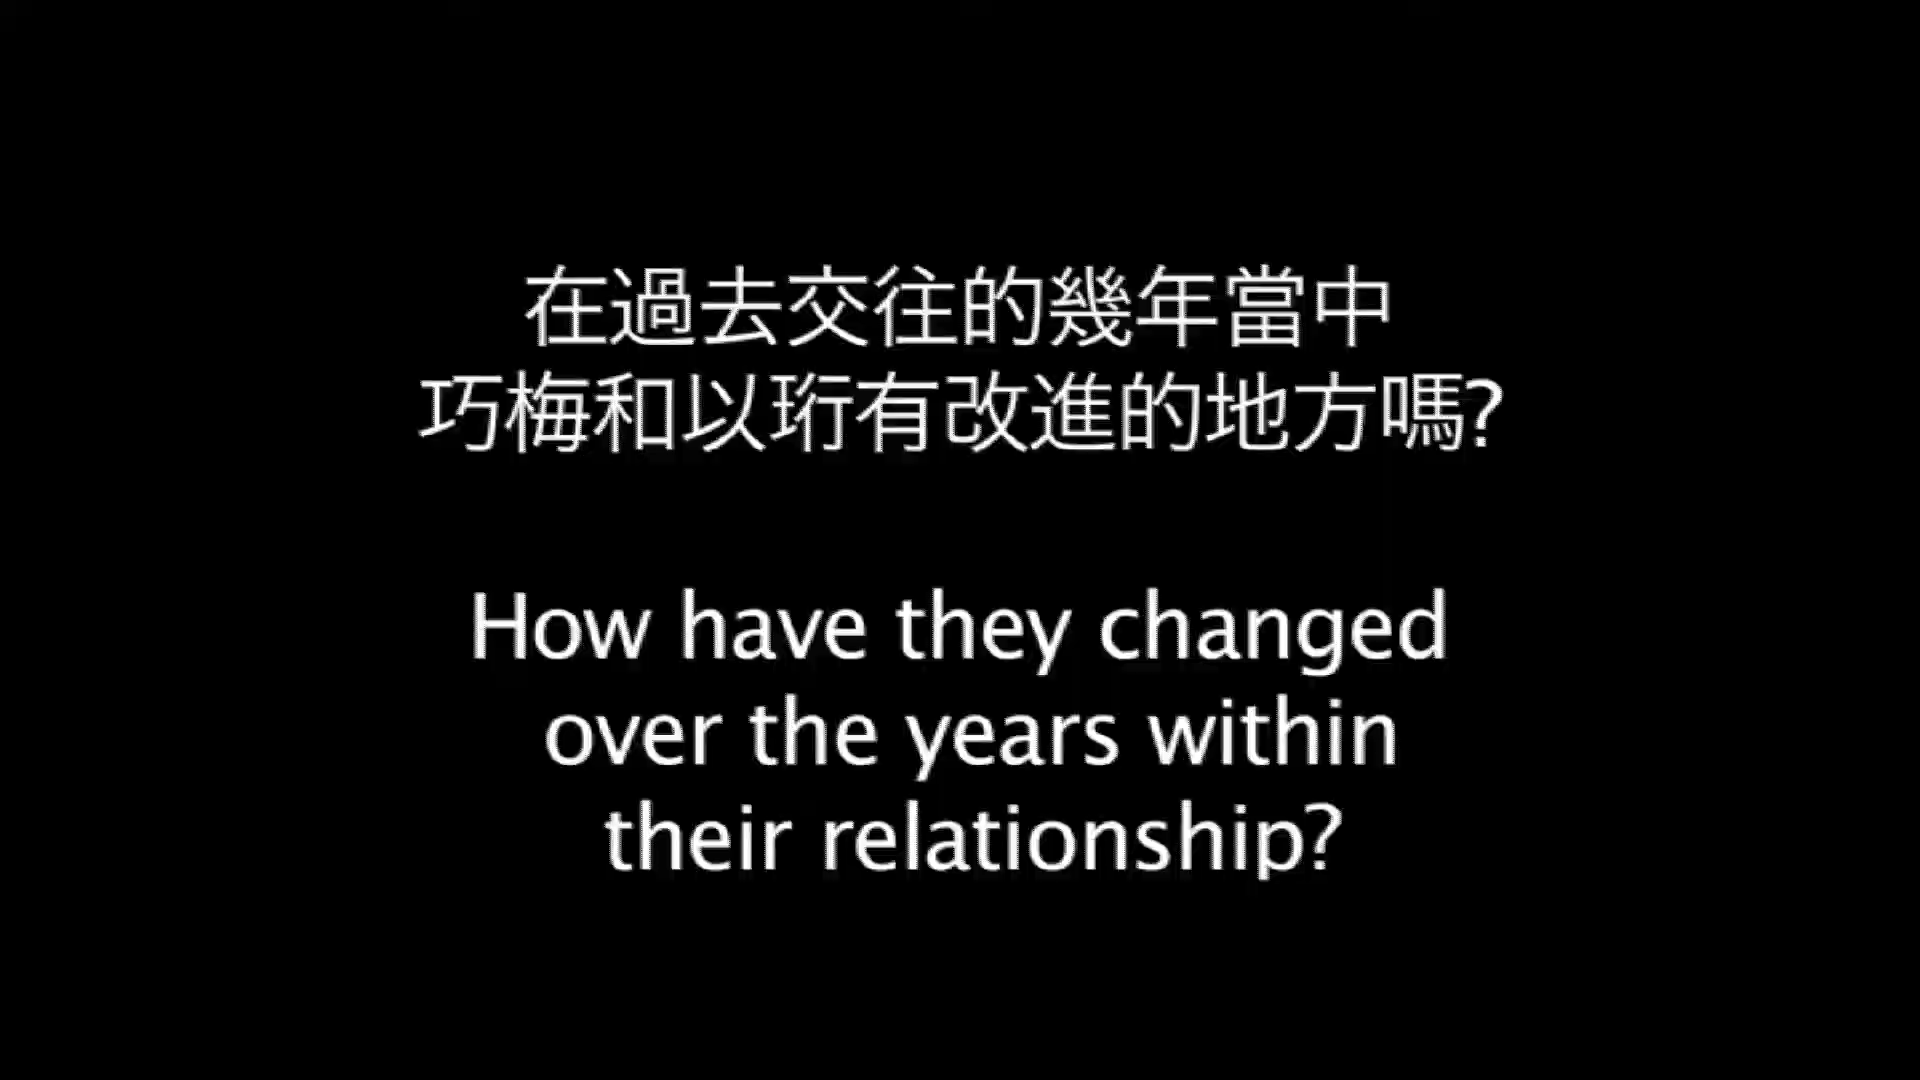 在過去交往的幾年當中
巧梅和以珩有改進的地方嗎?
How have they changed
over the years within
their relationship?